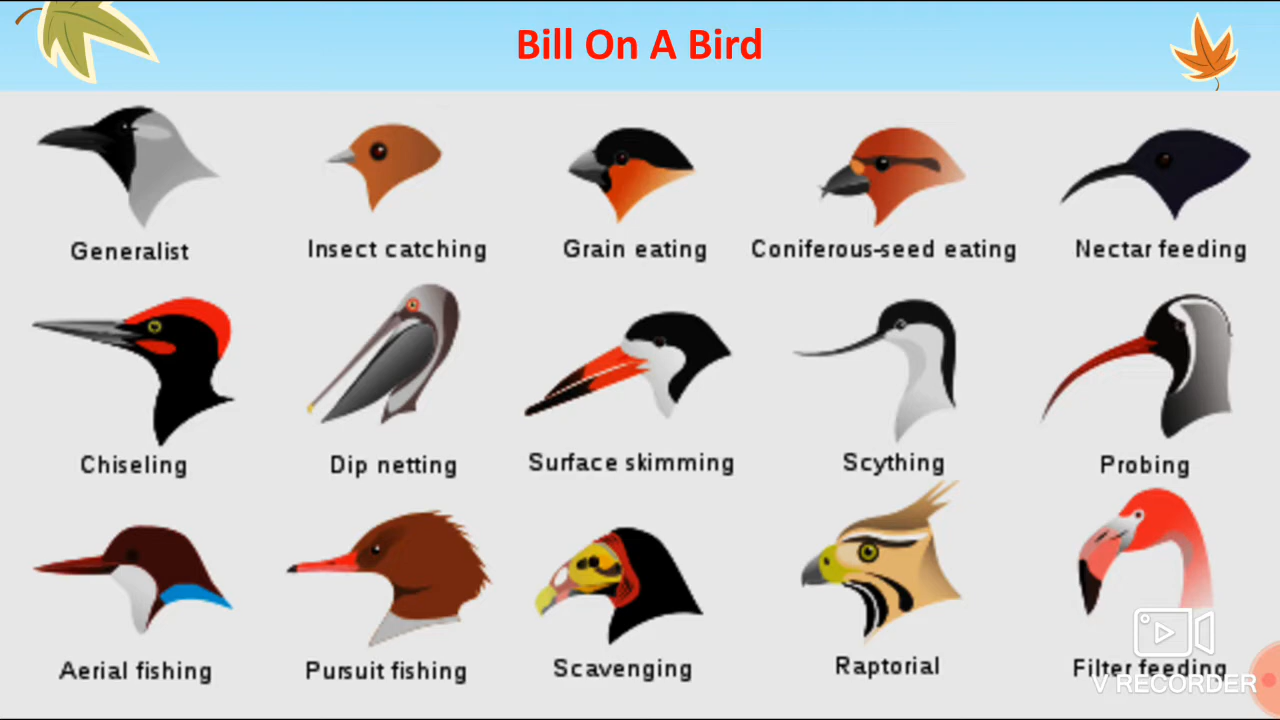 Bill On A Bird
Generalist
Insect catching
Grain eating
Coniferous-seed eating
Nectar feeding
Chiseling
Dip netting
Surface skimming
Scything
Probing
Aerial fishing
Pursuit fishing
Scavenging
Raptorial
Filter feeding
V RECORDER